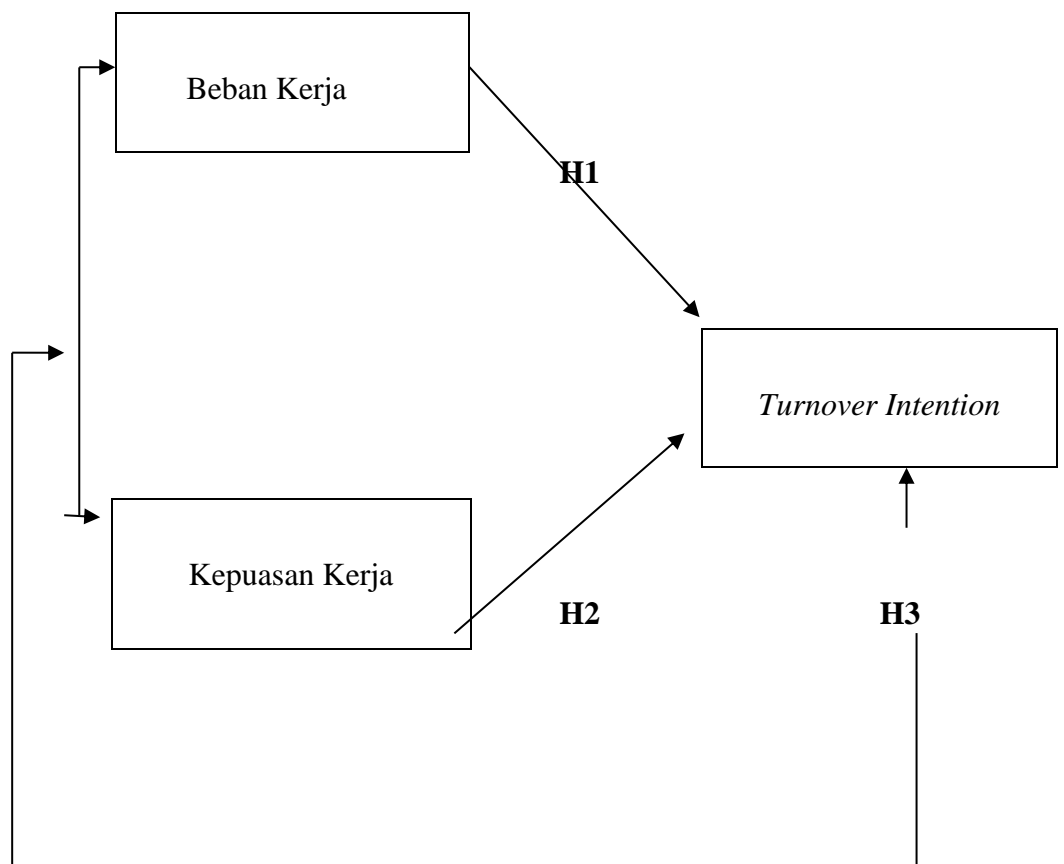 Beban Kerja
H1
Turnover Intention
Kepuasan Kerja
H2 H3